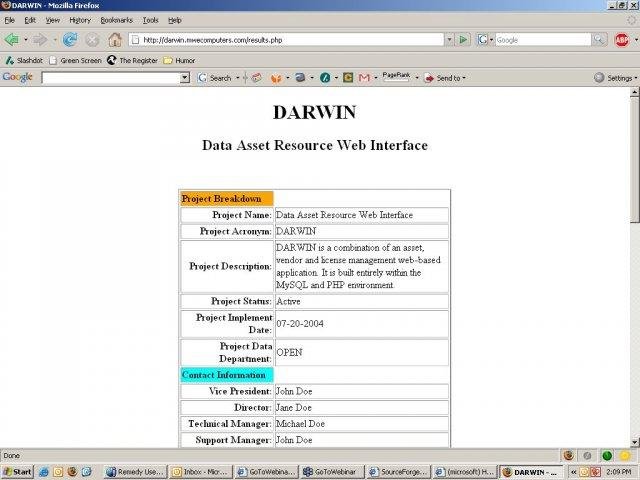 DARWIN - Mozilla Firefox
File Edit View History Bookmarks Tools Help
http://darwin.mwecomputers.com/results.php
Google
ABP
Slashdot Green Screen The Register Humor
Google Search PageRank Send to Settings
DARWIN
Data Asset Resource Web Interface
Project Breakdown
Project Name: Data Asset Resource Web Interface
Project Acronym: DARWIN
Project Description: DARWIN is a combination of an asset,
vendor and license management web-based
application. It is built entirely within the
MySQL and PHP environment.
Project Status: Active
Project Implement
Date: 07-20-2004
Project Data
Department: OPEN
Contact Information
Vice President: John Doe
Director: Jane Doe
Technical Manager: Michael Doe
Support Manager: John Doe
Done
Start Remedy Use... Inbox - Micr... GoToWebina... GoToWebinar SourceForge... (microsoft) H... DARWIN - ... 2:09 PM